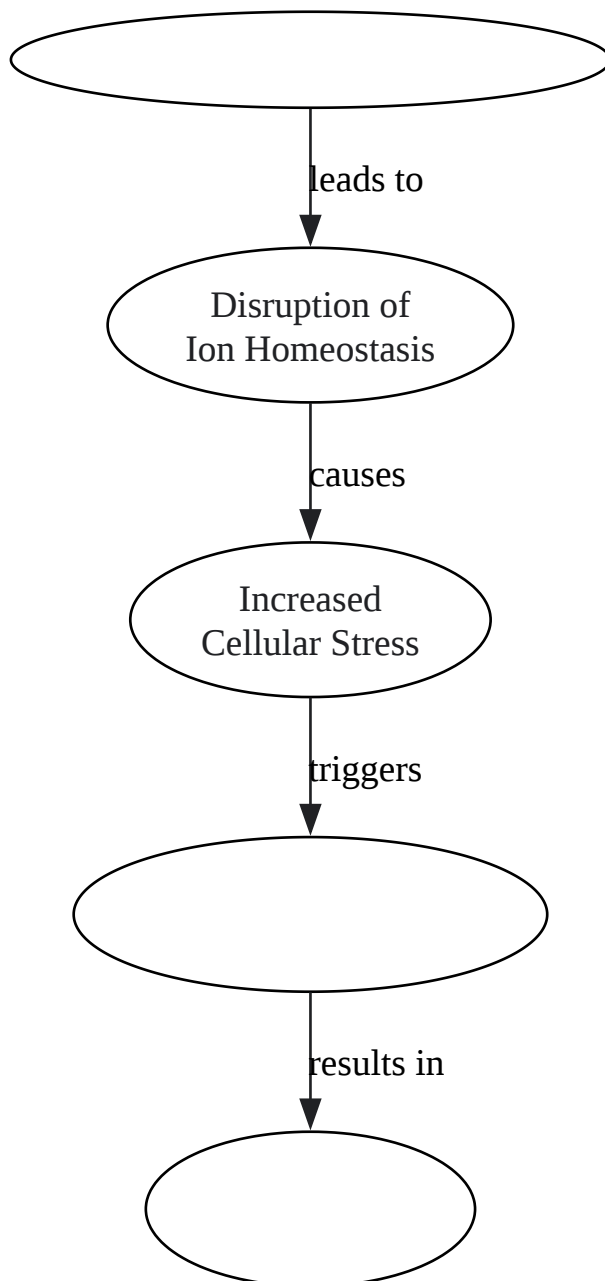 leads to
Disruption of
Ion Homeostasis
causes
Increased
Cellular Stress
triggers
results in